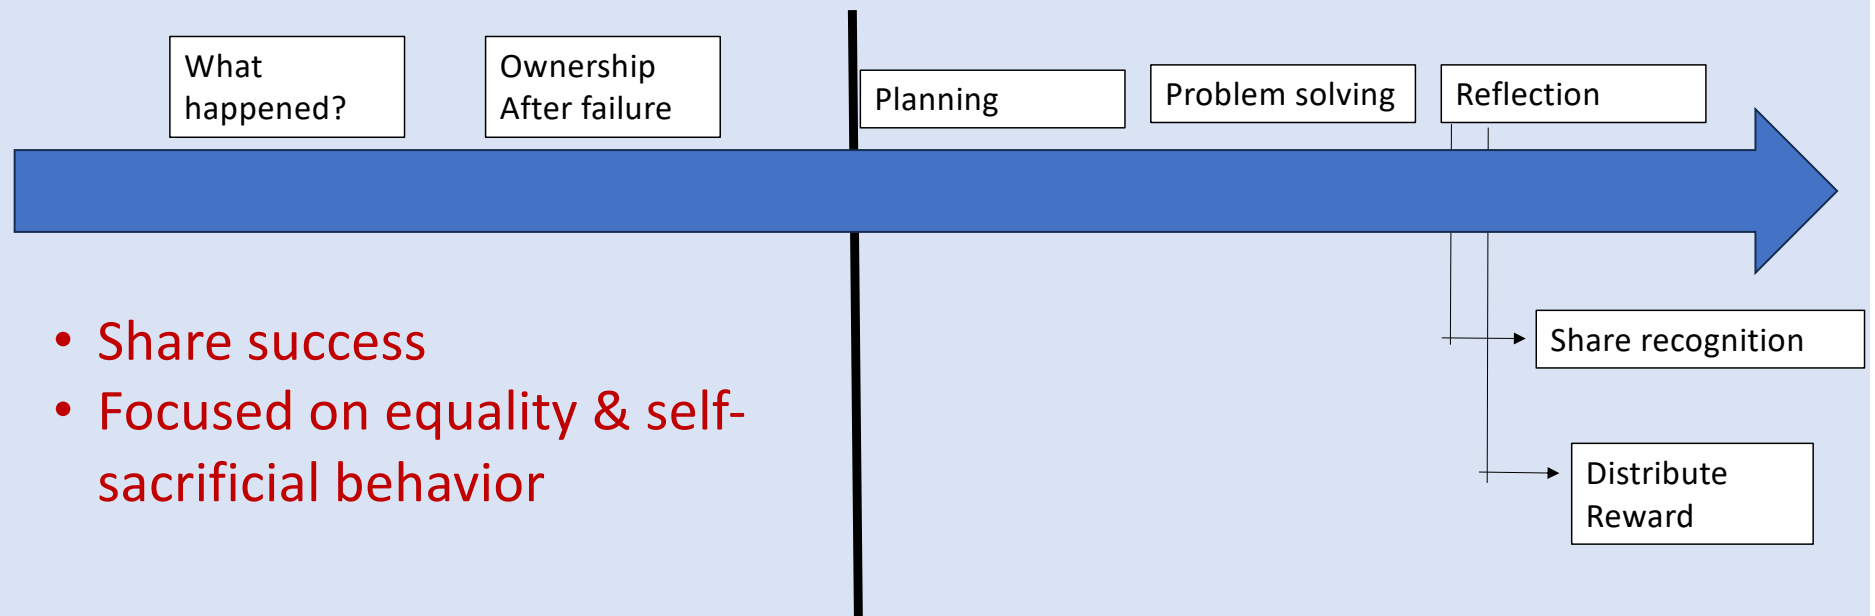 What
happened?
Ownership
After failure
Planning
Problem solving
Reflection
• Share success
• Focused on equality & self-
sacrificial behavior
Share recognition
Distribute
Reward